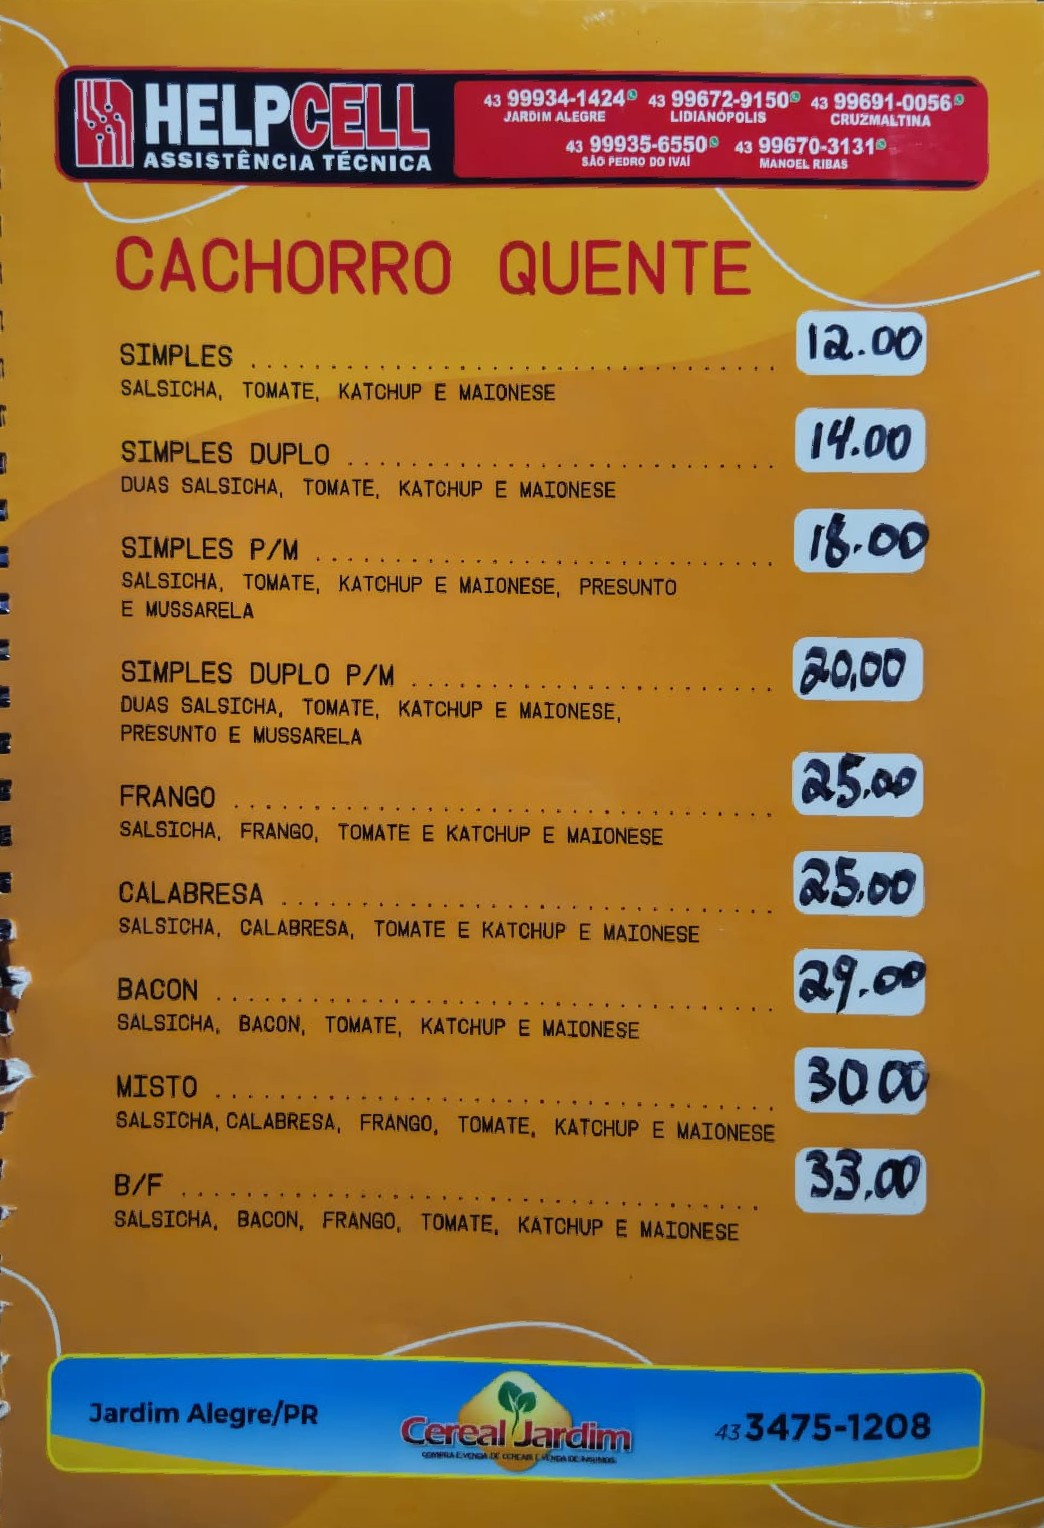 HELPCELL
ASSISTÊNCIA TÉCNICA
43 99934-1424 43 99672-9150 43 99691-0056
JARDIM ALEGRE LIDIANÓPOLIS CRUZMALTINA
43 99935-6550 43 99670-3131
SÃO PEDRO DO IVAÍ MANOEL RIBAS
CACHORRO QUENTE
SIMPLES 12.00
SALSICHA, TOMATE, KATCHUP E MAIONESE
SIMPLES DUPLO 14.00
DUAS SALSICHA, TOMATE, KATCHUP E MAIONESE
SIMPLES P/M 18.00
SALSICHA, TOMATE, KATCHUP E MAIONESE, PRESUNTO
E MUSSARELA
SIMPLES DUPLO P/M 20,00
DUAS SALSICHA, TOMATE, KATCHUP E MAIONESE,
PRESUNTO E MUSSARELA
FRANGO 25.00
SALSICHA, FRANGO, TOMATE E KATCHUP E MAIONESE
CALABRESA 25.00
SALSICHA, CALABRESA, TOMATE E KATCHUP E MAIONESE
BACON 29.00
SALSICHA, BACON, TOMATE, KATCHUP E MAIONESE
MISTO 30 00
SALSICHA, CALABRESA, FRANGO, TOMATE, KATCHUP E MAIONESE
B/F 33.00
SALSICHA, BACON, FRANGO, TOMATE, KATCHUP E MAIONESE
Jardim Alegre/PR
Cereal Jardim
COMPRA E VENDA DE CEREAIS E VENDA DE INSUMOS
43 3475-1208